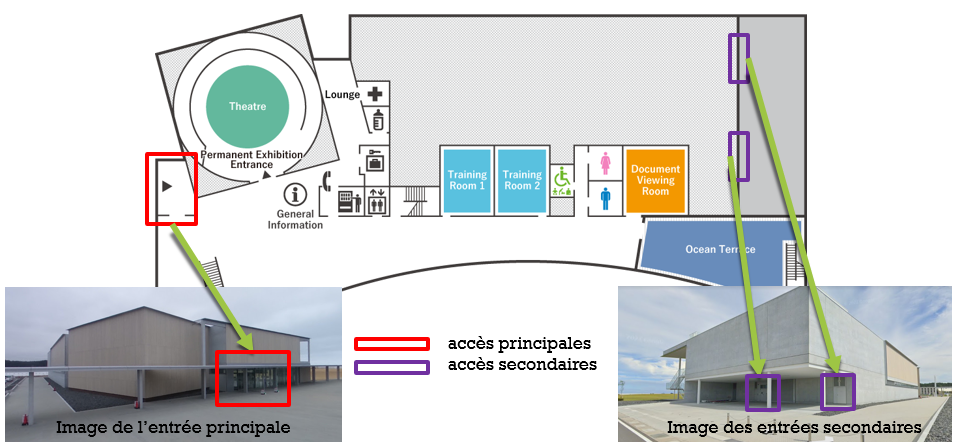 Theatre
Lounge
Permanent Exhibition
Entrance
General
Information
Training
Room 1
Training
Room 2
Document
Viewing
Room
Ocean Terrace
accès principales
accès secondaires
Image de l'entrée principale
Image des entrées secondaires